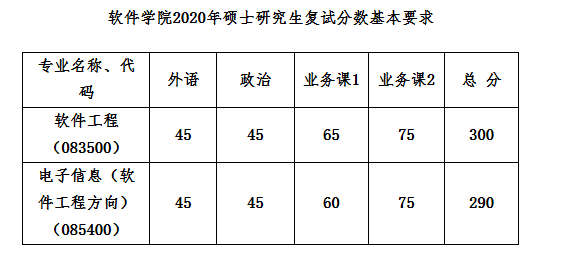 软件学院2020年硕士研究生复试分数基本要求
专业名称、代码 外语 政治 业务课1 业务课2 总 分
软件工程（083500） 45 45 65 75 300
电子信息（软件工程方向）（085400） 45 45 60 75 290